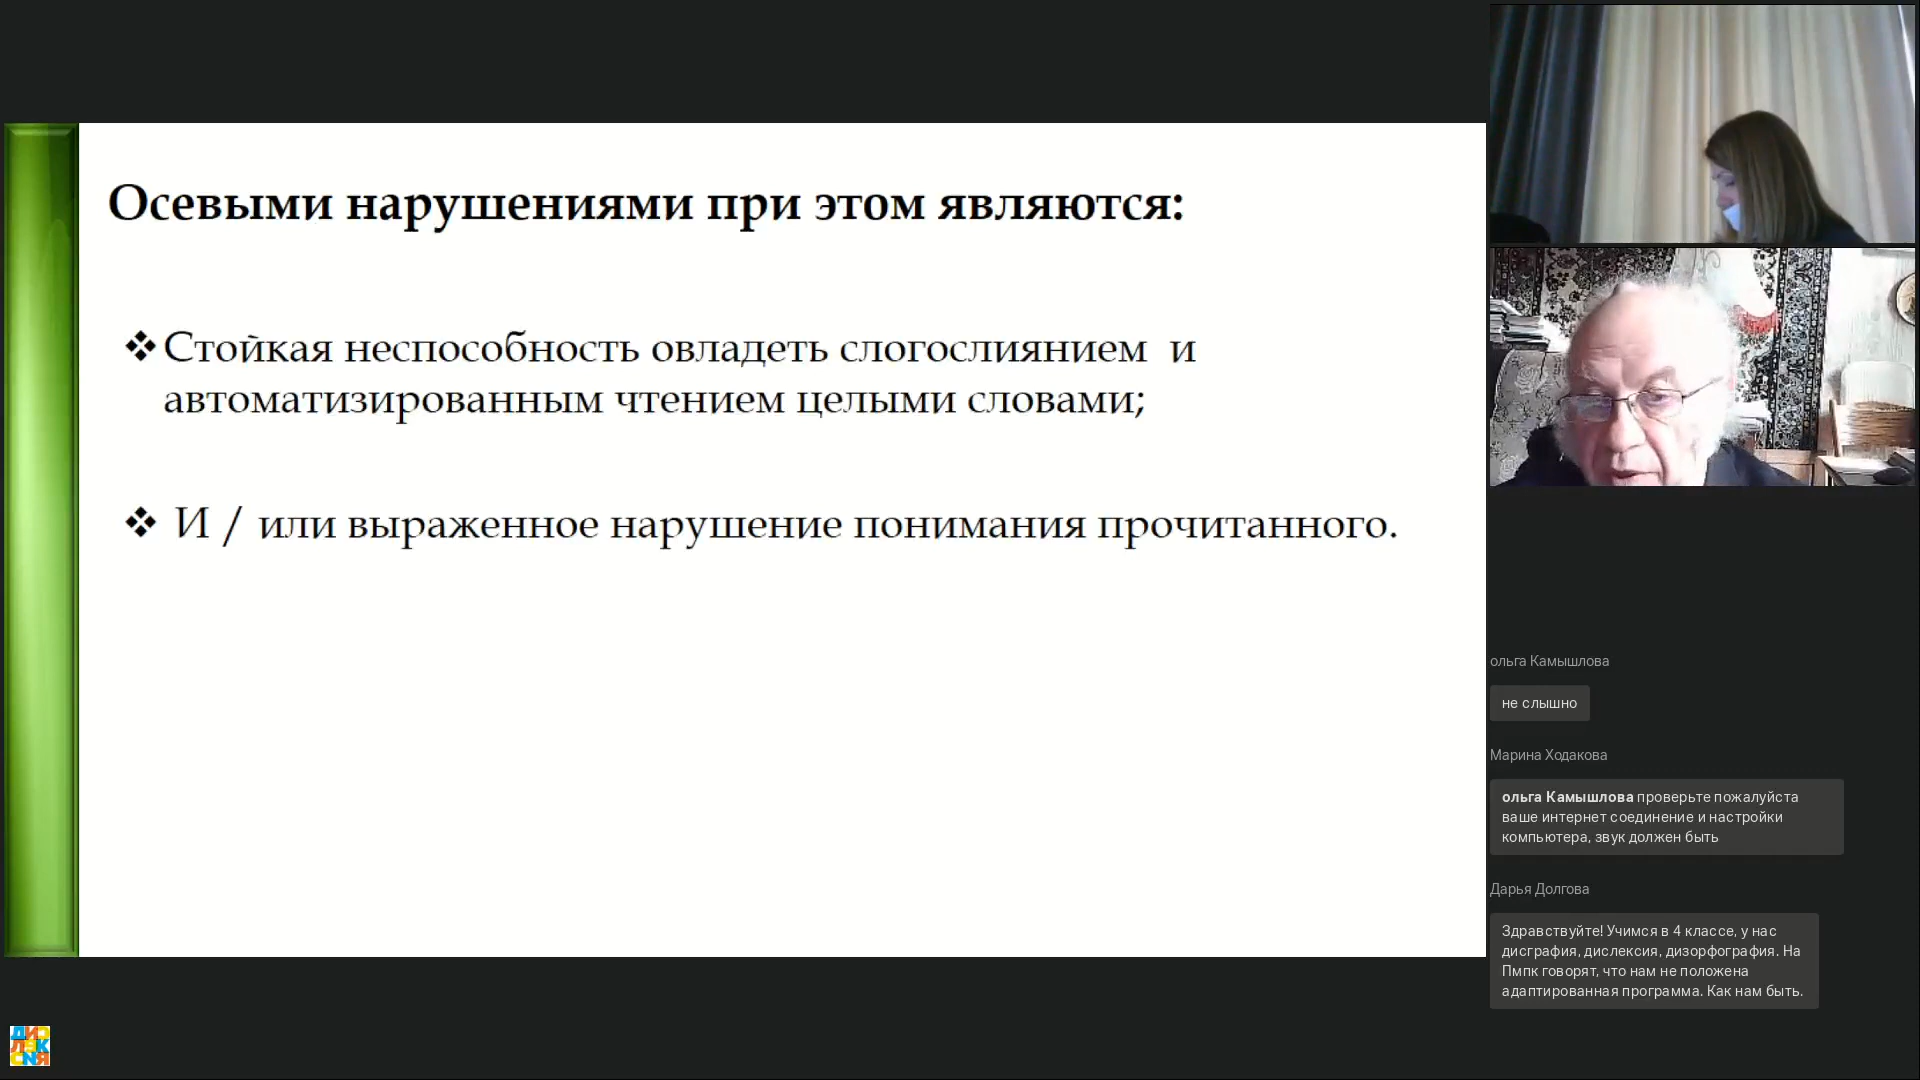 Осевыми нарушениями при этом являются:
❖ Стойкая неспособность овладеть слогослиянием и
автоматизированным чтением целыми словами;
❖ И / или выраженное нарушение понимания прочитанного.
ольга Камышлова
не слышно
Марина Ходакова
ольга Камышлова проверьте пожалуйста
ваше интернет соединение и настройки
компьютера, звук должен быть
Дарья Долгова
Здравствуйте! Учимся в 4 классе, у нас
дисграфия, дислексия, дизорфография. На
Пмпк говорят, что нам не положена
адаптированная программа. Как нам быть.
ДИС
ЛЕК
СИЯ